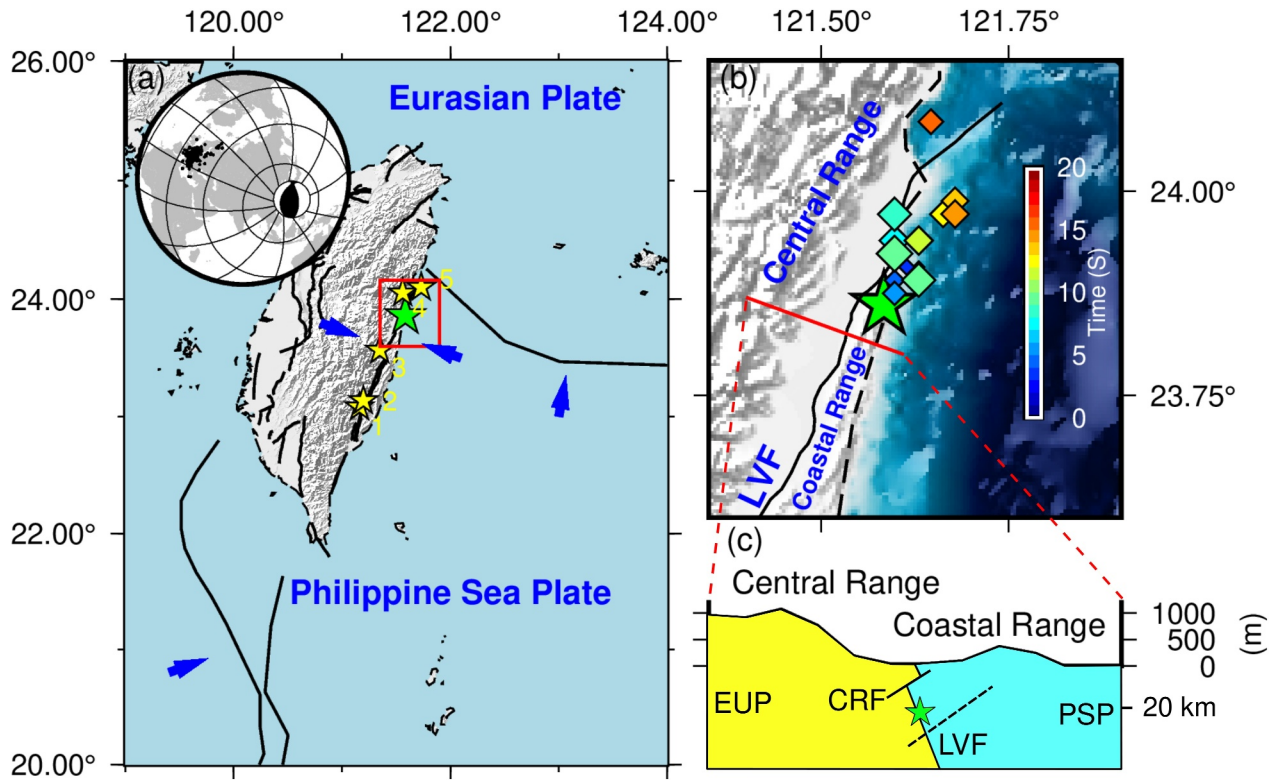 120.00° 122.00° 124.00°
26.00°
24.00°
22.00°
20.00°
(a)
Eurasian Plate
5
4
3
2
1
Philippine Sea Plate
121.50° 121.75°
(b)
Central Range
24.00°
23.75°
20
15
10
5
0
Time (S)
LVF
Coastal Range
(c)
Central Range
Coastal Range
1000
500
0
(m)
EUP
CRF
LVF
PSP
20 km